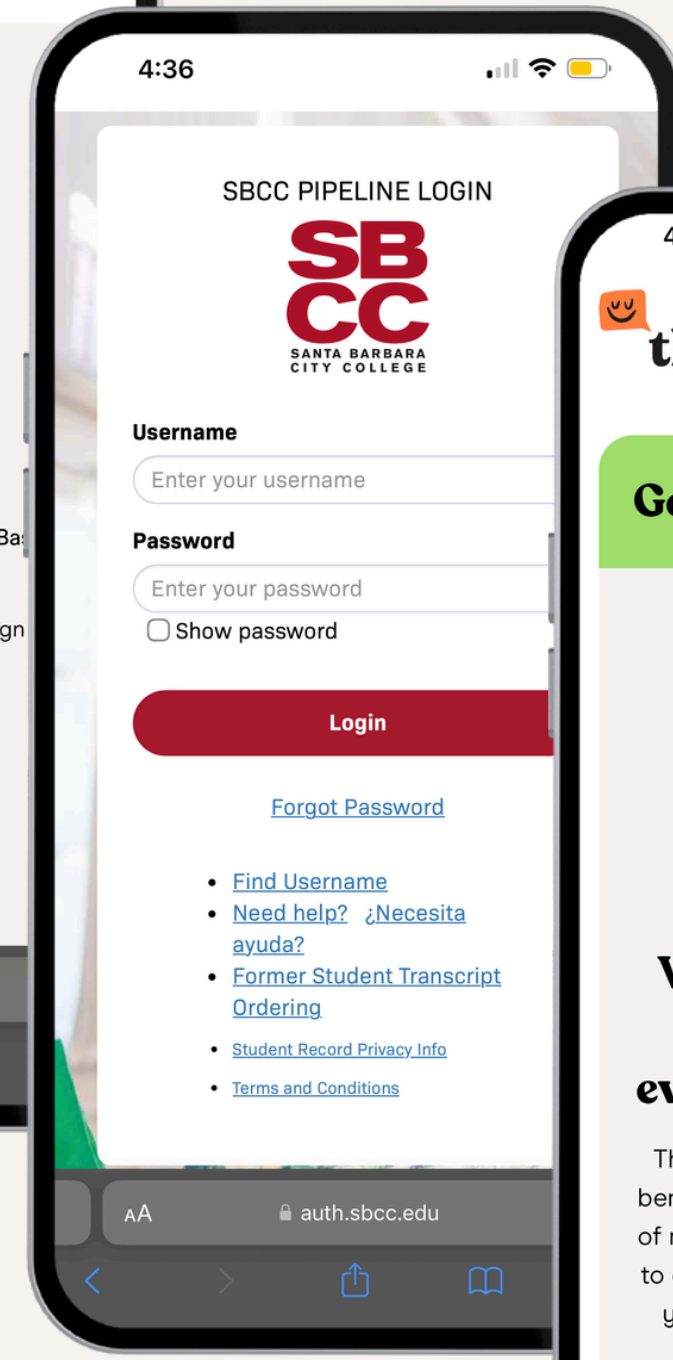 4:36
SBCC PIPELINE LOGIN
SB
CC
SANTA BARBARA
CITY COLLEGE
Username
Enter your username
Password
Enter your password
Show password
Login
Forgot Password
Find Username
Need help? ¿Necesita
ayuda?
Former Student Transcript
Ordering
Student Record Privacy Info
Terms and Conditions
AA
auth.sbcc.edu
of
to